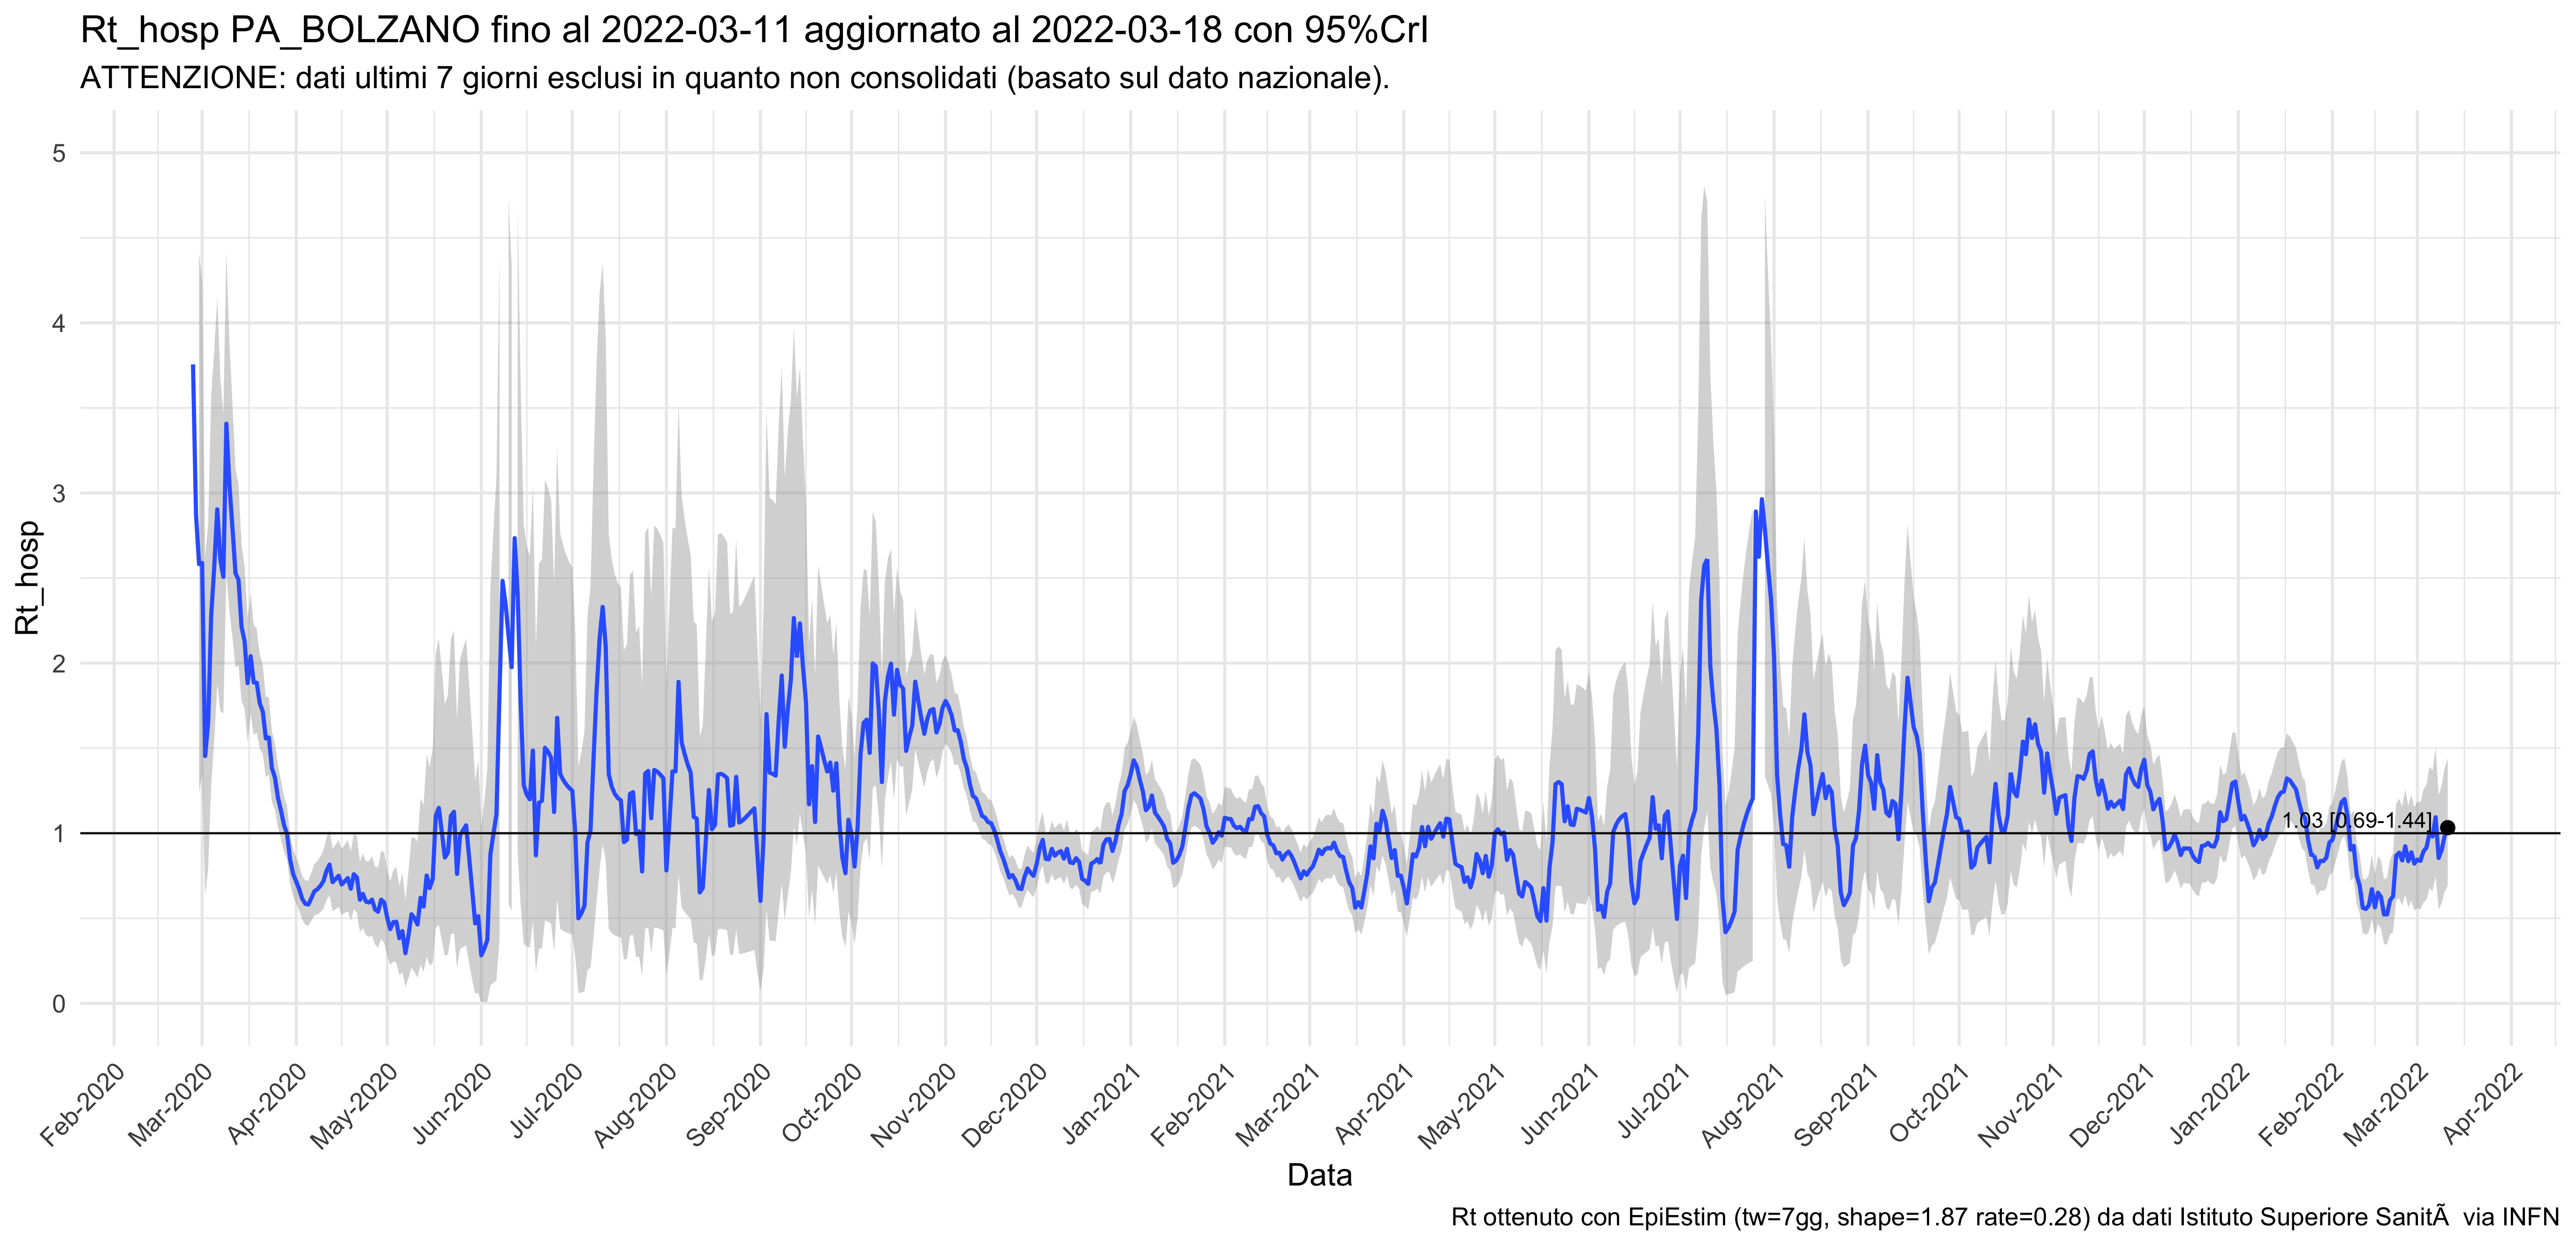 Rt_hosp PA_BOLZANO fino al 2022-03-11 aggiornato al 2022-03-18 con 95%CrI
ATTENZIONE: dati ultimi 7 giorni esclusi in quanto non consolidati (basato sul dato nazionale).
5
4
3
2
1
0
Rt_hosp
1.03 [0.69-1.44]
Feb-2020
Mar-2020
Apr-2020
May-2020
Jun-2020
Jul-2020
Aug-2020
Sep-2020
Oct-2020
Nov-2020
Dec-2020
Jan-2021
Feb-2021
Mar-2021
Apr-2021
May-2021
Jun-2021
Jul-2021
Aug-2021
Sep-2021
Oct-2021
Nov-2021
Dec-2021
Jan-2022
Feb-2022
Mar-2022
Apr-2022
Data
Rt ottenuto con EpiEstim (tw=7gg, shape=1.87 rate=0.28) da dati Istituto Superiore SanitÃ  via INFN